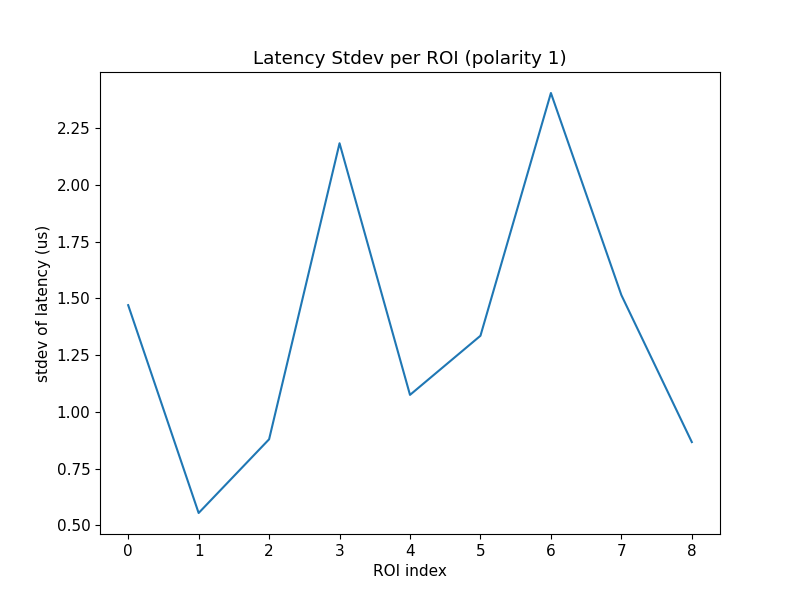 Latency Stdev per ROI (polarity 1)
stdev of latency (us)
2.25
2.00
1.75
1.50
1.25
1.00
0.75
0.50
0 1 2 3 4 5 6 7 8
ROI index